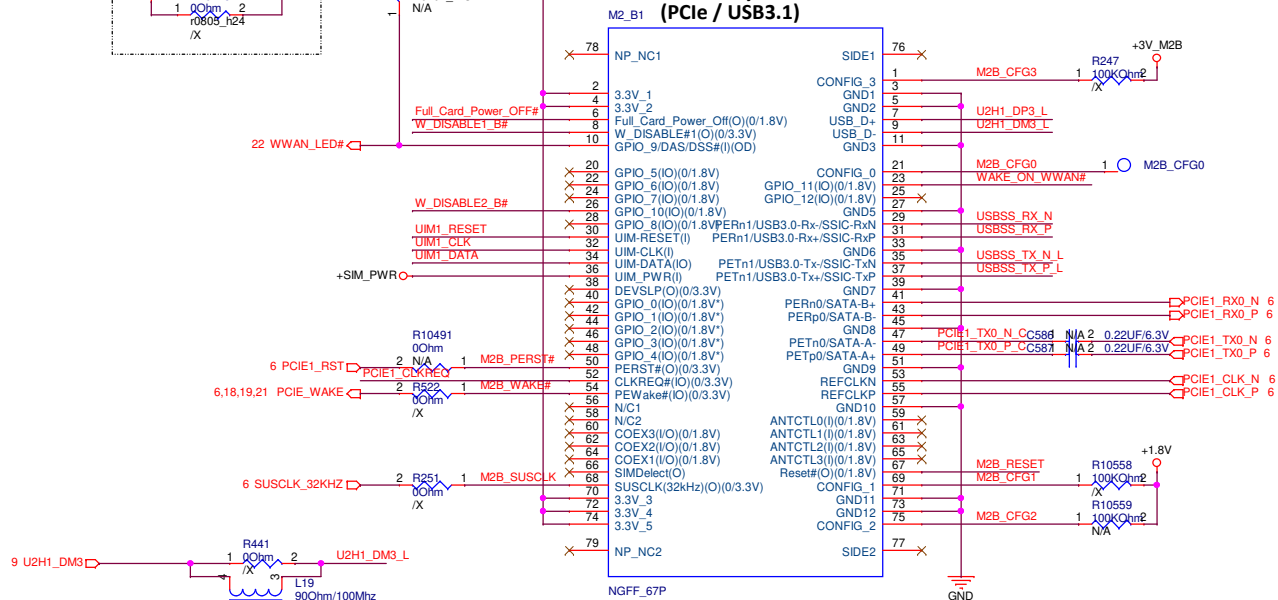 1 0Ohm 2
r0805_h24
/X
1
N/A
(PCIe / USB3.1)
M2_B1
78 NP_NC1
SIDE1 76
2 3.3V_1
4 3.3V_2
Full_Card_Power_OFF# 6 Full_Card_Power_Off(O)(0/1.8V)
W_DISABLE1_B# 8 W_DISABLE#1(O)(0/3.3V)
22 WWAN_LED# 10 GPIO_9/DAS/DSS#(I)(OD)
20 GPIO_5(IO)(0/1.8V)
22 GPIO_6(IO)(0/1.8V)
24 GPIO_7(IO)(0/1.8V)
W_DISABLE2_B# 26 GPIO_10(IO)(0/1.8V)
28 GPIO_8(IO)(0/1.8V)
UIM1_RESET 30 UIM-RESET(I)
UIM1_CLK 32 UIM-CLK(I)
UIM1_DATA 34 UIM-DATA(IO)
+SIM_PWR 36 UIM_PWR(I)
38 DEVSLP(O)(0/3.3V)
40 GPIO_0(IO)(0/1.8V*)
42 GPIO_1(IO)(0/1.8V*)
44 GPIO_2(IO)(0/1.8V*)
46 GPIO_3(IO)(0/1.8V*)
48 GPIO_4(IO)(0/1.8V*)
R10491
0Ohm
6 PCIE1_RST 2 N/A 1 M2B_PERST# 50 PERST#(O)(0/3.3V)
PCIE1_CLKREQ 52 CLKREQ#(IO)(0/3.3V)
6,18,19,21 PCIE_WAKE 2 R522 1 M2B_WAKE# 54 PEWake#(IO)(0/3.3V)
0Ohm
/X
56 N/C1
58 N/C2
60 COEX3(I/O)(0/1.8V)
62 COEX2(I/O)(0/1.8V)
64 COEX1(I/O)(0/1.8V)
66 SIMDelect(O)
6 SUSCLK_32KHZ 2 R251 1 M2B_SUSCLK 68 SUSCLK(32kHz)(O)(0/3.3V)
0Ohm
/X
70 3.3V_3
72 3.3V_4
74 3.3V_5
79 NP_NC2
NGFF_67P
+3V_M2B
R247
CONFIG_3 1 M2B_CFG3 1 100KOhm 2
/X
GND1 3
GND2 5
USB_D+ 7 U2H1_DP3_L
USB_D- 9 U2H1_DM3_L
GND3 11
CONFIG_0 21 M2B_CFG0 1 M2B_CFG0
GPIO_11(IO)(0/1.8V) 23 WAKE_ON_WWAN#
GPIO_12(IO)(0/1.8V) 25
GND5 27
PERn1/USB3.0-Rx-/SSIC-RxN 29 USBSS_RX_N
PERn1/USB3.0-Rx+/SSIC-RxP 31 USBSS_RX_P
GND6 33
PETn1/USB3.0-Tx-/SSIC-TxN 35 USBSS_TX_N_L
PETn1/USB3.0-Tx+/SSIC-TxP 37 USBSS_TX_P_L
GND7 39
PERn0/SATA-B+ 41 PCIE1_RX0_N 6
PERp0/SATA-B- 43 PCIE1_RX0_P 6
GND8 45
PETn0/SATA-A- 47 PCIE1_TX0_N_C C586 1 N/A 2 0.22UF/6.3V PCIE1_TX0_N 6
PETp0/SATA-A+ 49 PCIE1_TX0_P_C C587 1 N/A 2 0.22UF/6.3V PCIE1_TX0_P 6
GND9 51
REFCLKN 53 PCIE1_CLK_N 6
REFCLKP 55 PCIE1_CLK_P 6
GND10 57
ANTCTL0(I)(0/1.8V) 59
ANTCTL1(I)(0/1.8V) 61
ANTCTL2(I)(0/1.8V) 63
ANTCTL3(I)(0/1.8V) 65
+1.8V
Reset#(O)(0/1.8V) 67 M2B_RESET
R10558
CONFIG_1 69 M2B_CFG1 1 100KOhm 2
/X
GND11 71
GND12 73
R10559
CONFIG_2 75 M2B_CFG2 1 100KOhm 2
N/A
SIDE2 77
GND
R441
9 U2H1_DM3 1 0Ohm 2 U2H1_DM3_L
/X
4 3
L19
90Ohm/100Mhz